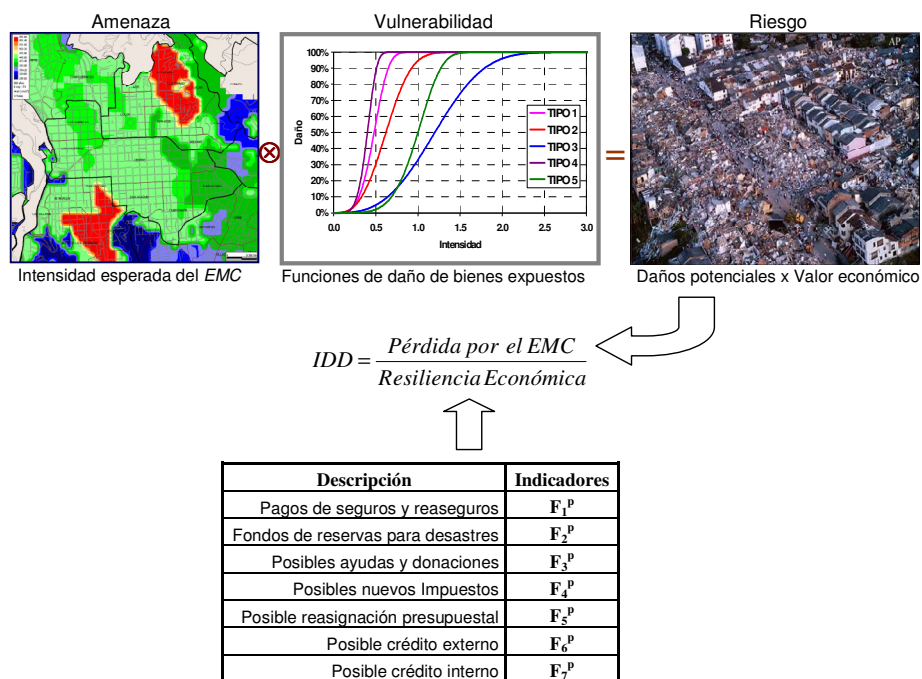 Amenaza
Vulnerabilidad
Riesgo
100%
90%
80%
70%
60%
50%
40%
30%
20%
10%
0%
Daño
0.0 0.5 1.0 1.5 2.0 2.5 3.0
Intensidad
TIPO 1
TIPO 2
TIPO 3
TIPO 4
TIPO 5
⊗
=
AP
Intensidad esperada del EMC
Funciones de daño de bienes expuestos
Daños potenciales x Valor económico
IDD = Pérdida por el EMC
Resiliencia Económica
Descripción Indicadores
Pagos de seguros y reaseguros F₁ᵖ
Fondos de reservas para desastres F₂ᵖ
Posibles ayudas y donaciones F₃ᵖ
Posibles nuevos Impuestos F₄ᵖ
Posible reasignación presupuestal F₅ᵖ
Posible crédito externo F₆ᵖ
Posible crédito interno F₇ᵖ